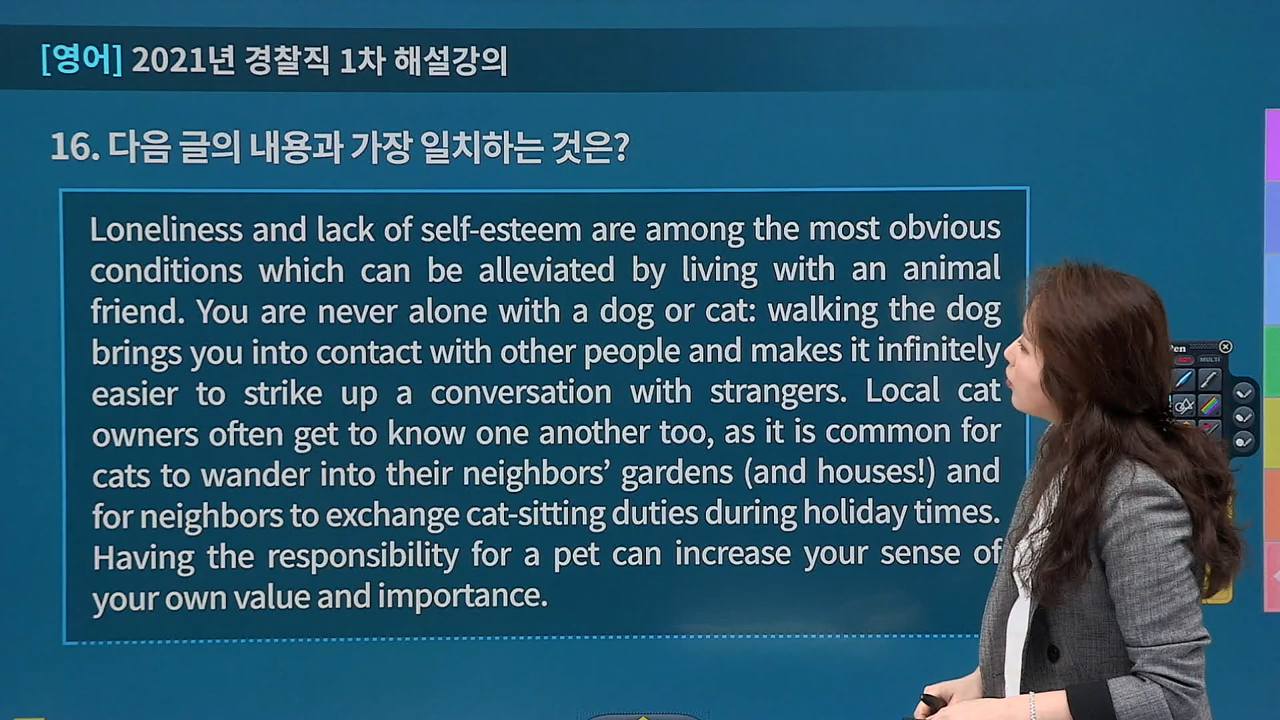 [영어] 2021년 경찰직 1차 해설강의
16. 다음 글의 내용과 가장 일치하는 것은?
Loneliness and lack of self-esteem are among the most obvious
conditions which can be alleviated by living with an animal
friend. You are never alone with a dog or cat: walking the dog
brings you into contact with other people and makes it infinitely
easier to strike up a conversation with strangers. Local cat
owners often get to know one another too, as it is common for
cats to wander into their neighbors’ gardens (and houses!) and
for neighbors to exchange cat-sitting duties during holiday times.
Having the responsibility for a pet can increase your sense of
your own value and importance.
Pen
MULTI